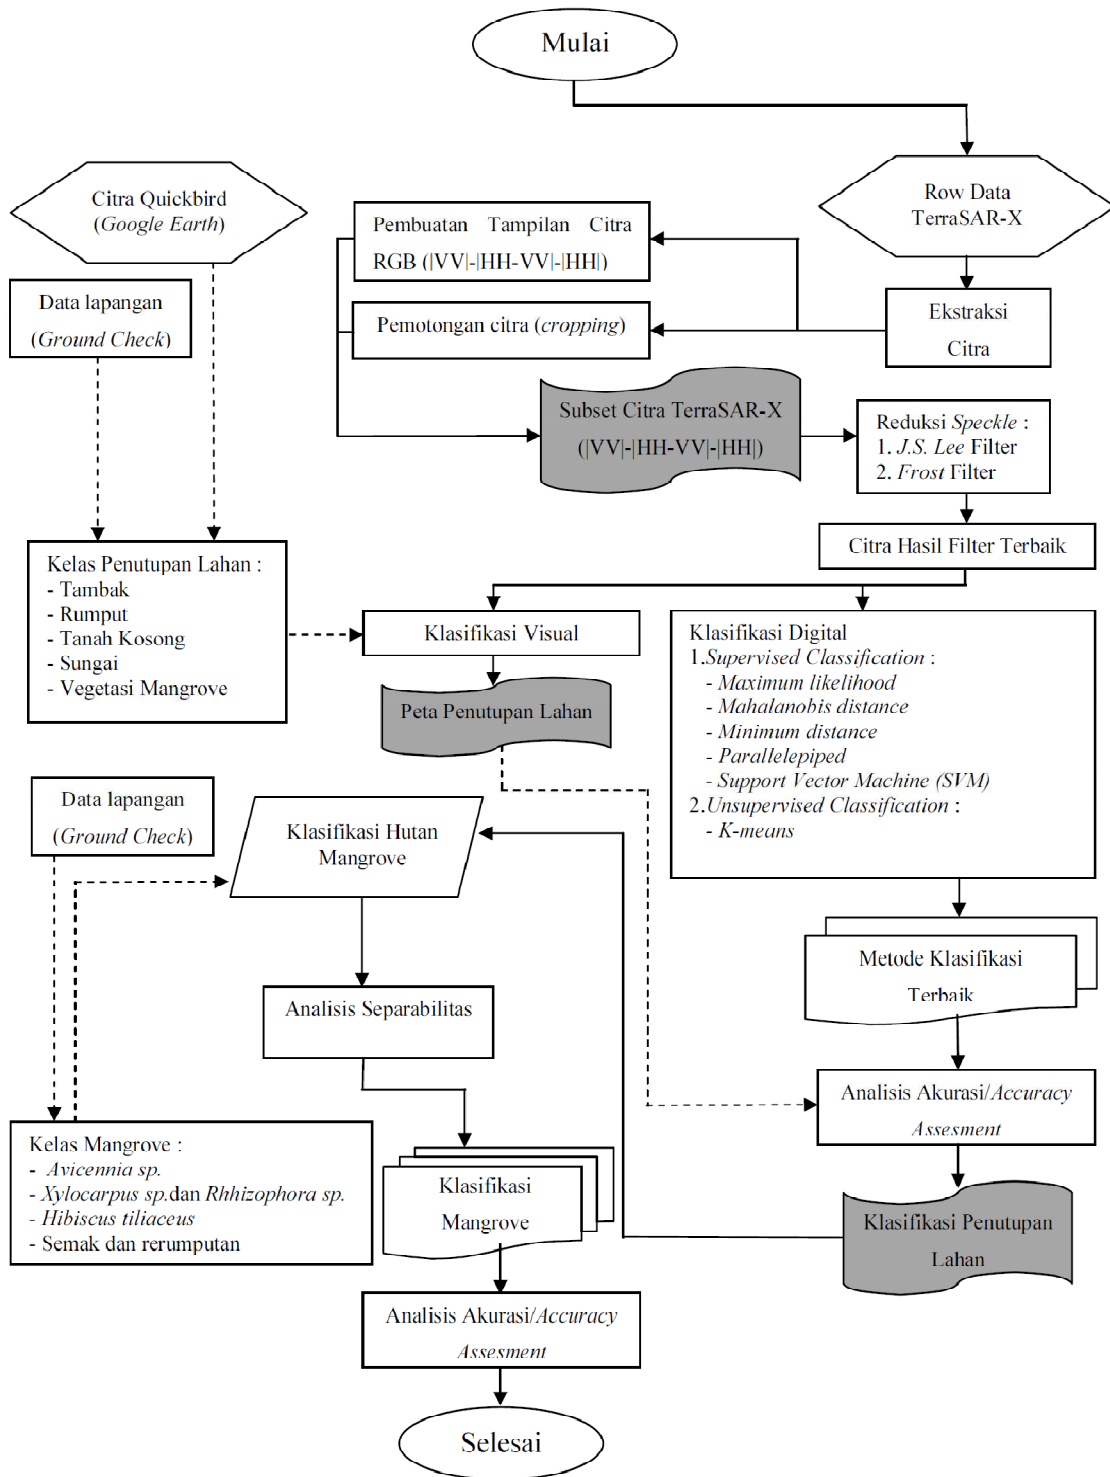 Mulai
Row Data
TerraSAR-X
Citra Quickbird
(Google Earth)
Pembuatan Tampilan Citra
RGB (|VV|-|HH-VV|-|HH|)
Data lapangan
(Ground Check)
Pemotongan citra (cropping)
Ekstraksi
Citra
Subset Citra TerraSAR-X
(|VV|-|HH-VV|-|HH|)
Reduksi Speckle :
1. J.S. Lee Filter
2. Frost Filter
Citra Hasil Filter Terbaik
Kelas Penutupan Lahan :
- Tambak
- Rumput
- Tanah Kosong
- Sungai
- Vegetasi Mangrove
Klasifikasi Visual
Peta Penutupan Lahan
Klasifikasi Digital
1.Supervised Classification :
- Maximum likelihood
- Mahalanobis distance
- Minimum distance
- Parallelepiped
- Support Vector Machine (SVM)
2.Unsupervised Classification :
- K-means
Data lapangan
(Ground Check)
Klasifikasi Hutan
Mangrove
Metode Klasifikasi
Terbaik
Analisis Separabilitas
Analisis Akurasi/Accuracy
Assesment
Kelas Mangrove :
- Avicennia sp.
- Xylocarpus sp.dan Rhhizophora sp.
- Hibiscus tiliaceus
- Semak dan rerumputan
Klasifikasi
Mangrove
Klasifikasi Penutupan
Lahan
Analisis Akurasi/Accuracy
Assesment
Selesai